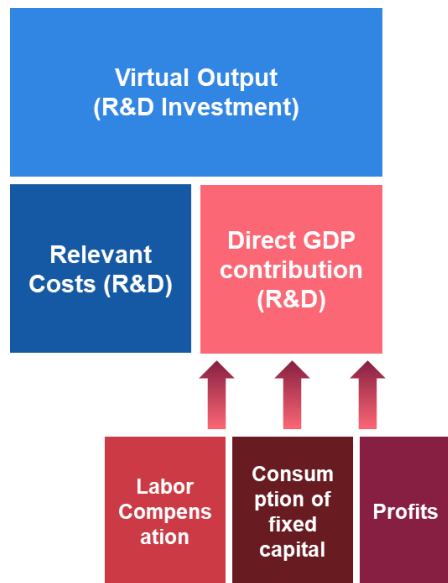 Virtual Output
(R&D Investment)
Relevant
Costs (R&D)
Direct GDP
contribution
(R&D)
Labor
Compens
ation
Consum
ption of
fixed
capital
Profits